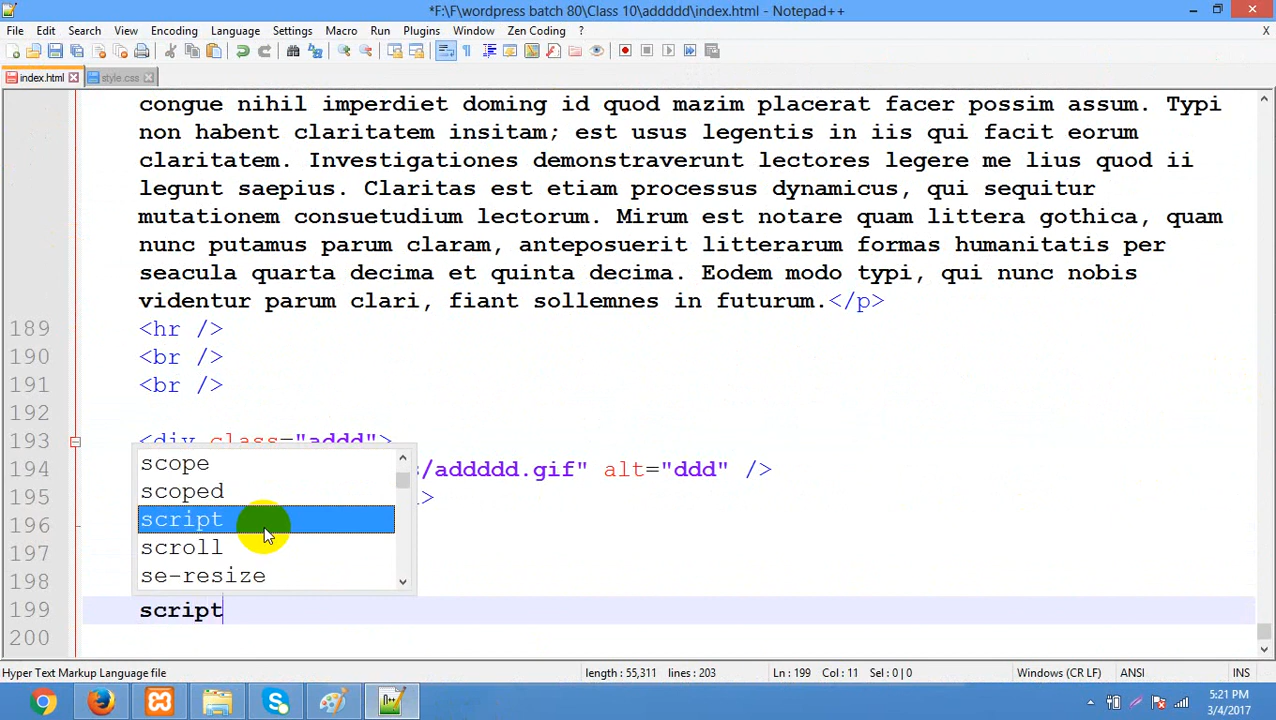 *F:\F\wordpress batch 80\Class 10\addddd\index.html - Notepad++
File Edit Search View Encoding Language Settings Macro Run Plugins Window Zen Coding ? X
index.html style.css
congue nihil imperdiet doming id quod mazim placerat facer possim assum. Typi
non habent claritatem insitam; est usus legentis in iis qui facit eorum
claritatem. Investigationes demonstraverunt lectores legere me lius quod ii
legunt saepius. Claritas est etiam processus dynamicus, qui sequitur
mutationem consuetudium lectorum. Mirum est notare quam littera gothica, quam
nunc putamus parum claram, anteposuerit litterarum formas humanitatis per
seacula quarta decima et quinta decima. Eodem modo typi, qui nunc nobis
videntur parum clari, fiant sollemnes in futurum.</p>
189 <hr />
190 <br />
191 <br />
192
193 <div class="addd">
194 /addddd.gif" alt="ddd" />
195 >
196
197
198
199 script
200
scope
scoped
script
scroll
se-resize
Hyper Text Markup Language file length : 55,311 lines : 203 Ln : 199 Col : 11 Sel : 0 | 0 Windows (CR LF) ANSI INS
5:21 PM
3/4/2017